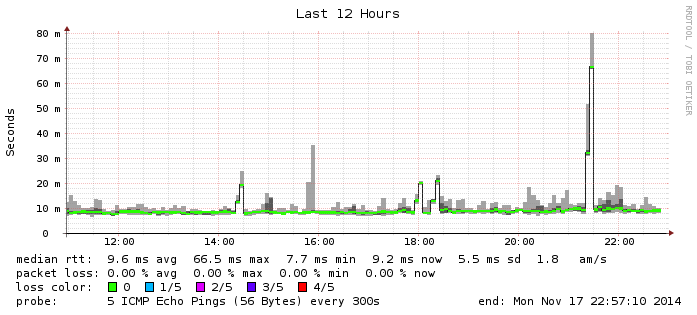 Last 12 Hours
RRDTOOL / TOBI OETIKER
Seconds
80 m
70 m
60 m
50 m
40 m
30 m
20 m
10 m
0
12:00 14:00 16:00 18:00 20:00 22:00
median rtt: 9.6 ms avg 66.5 ms max 7.7 ms min 9.2 ms now 5.5 ms sd 1.8 am/s
packet loss: 0.00 % avg 0.00 % max 0.00 % min 0.00 % now
loss color: 0 1/5 2/5 3/5 4/5
probe: 5 ICMP Echo Pings (56 Bytes) every 300s end: Mon Nov 17 22:57:10 2014